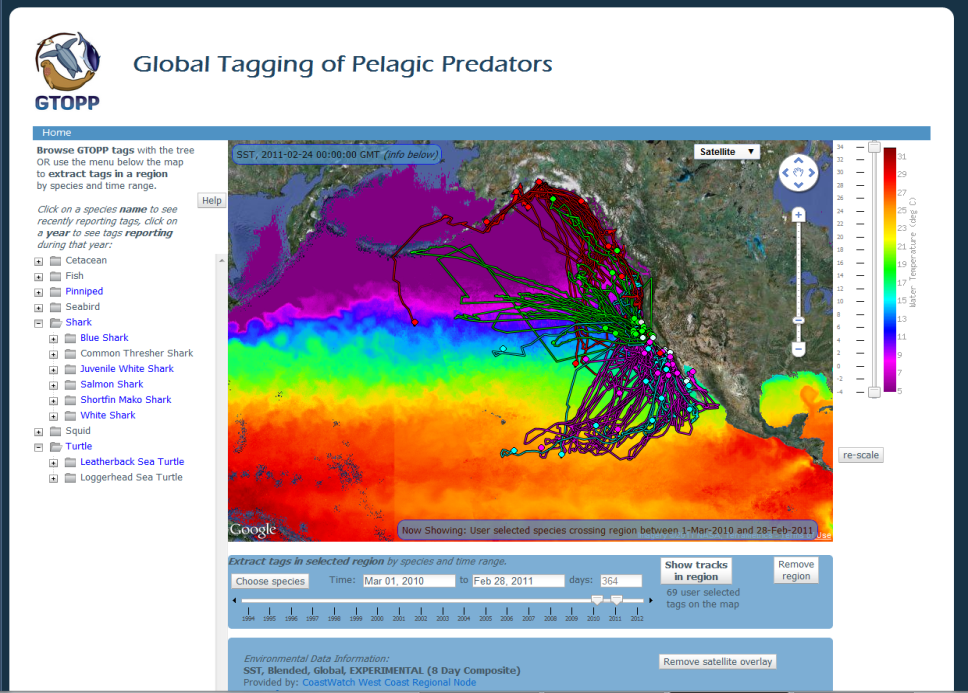 GTOPP
Global Tagging of Pelagic Predators
Home
Browse GTOPP tags with the tree
OR use the menu below the map
to extract tags in a region
by species and time range.
Help
Click on a species name to see
recently reporting tags, click on
a year to see tags reporting
during that year:
Cetacean
Fish
Pinniped
Seabird
Shark
Blue Shark
Common Thresher Shark
Juvenile White Shark
Salmon Shark
Shortfin Mako Shark
White Shark
Squid
Turtle
Leatherback Sea Turtle
Loggerhead Sea Turtle
SST, 2011-02-24 00:00:00 GMT (info below)
Satellite
Google
Now Showing: User selected species crossing region between 1-Mar-2010 and 28-Feb-2011
Use
34
32
30
28
26
24
22
20
18
16
14
12
10
8
6
4
2
0
-2
-4
31
29
27
25
23
21
19
17
15
13
11
9
7
5
Water Temperature (deg C)
re-scale
Extract tags in selected region by species and time range.
Choose species Time: Mar 01, 2010 to Feb 28, 2011 days: 364
1994 1995 1996 1997 1998 1999 2000 2001 2002 2003 2004 2005 2006 2007 2008 2009 2010 2011 2012
Show tracks
in region
69 user selected
tags on the map
Remove
region
Environmental Data Information:
SST, Blended, Global, EXPERIMENTAL (8 Day Composite)
Provided by: CoastWatch West Coast Regional Node
Remove satellite overlay